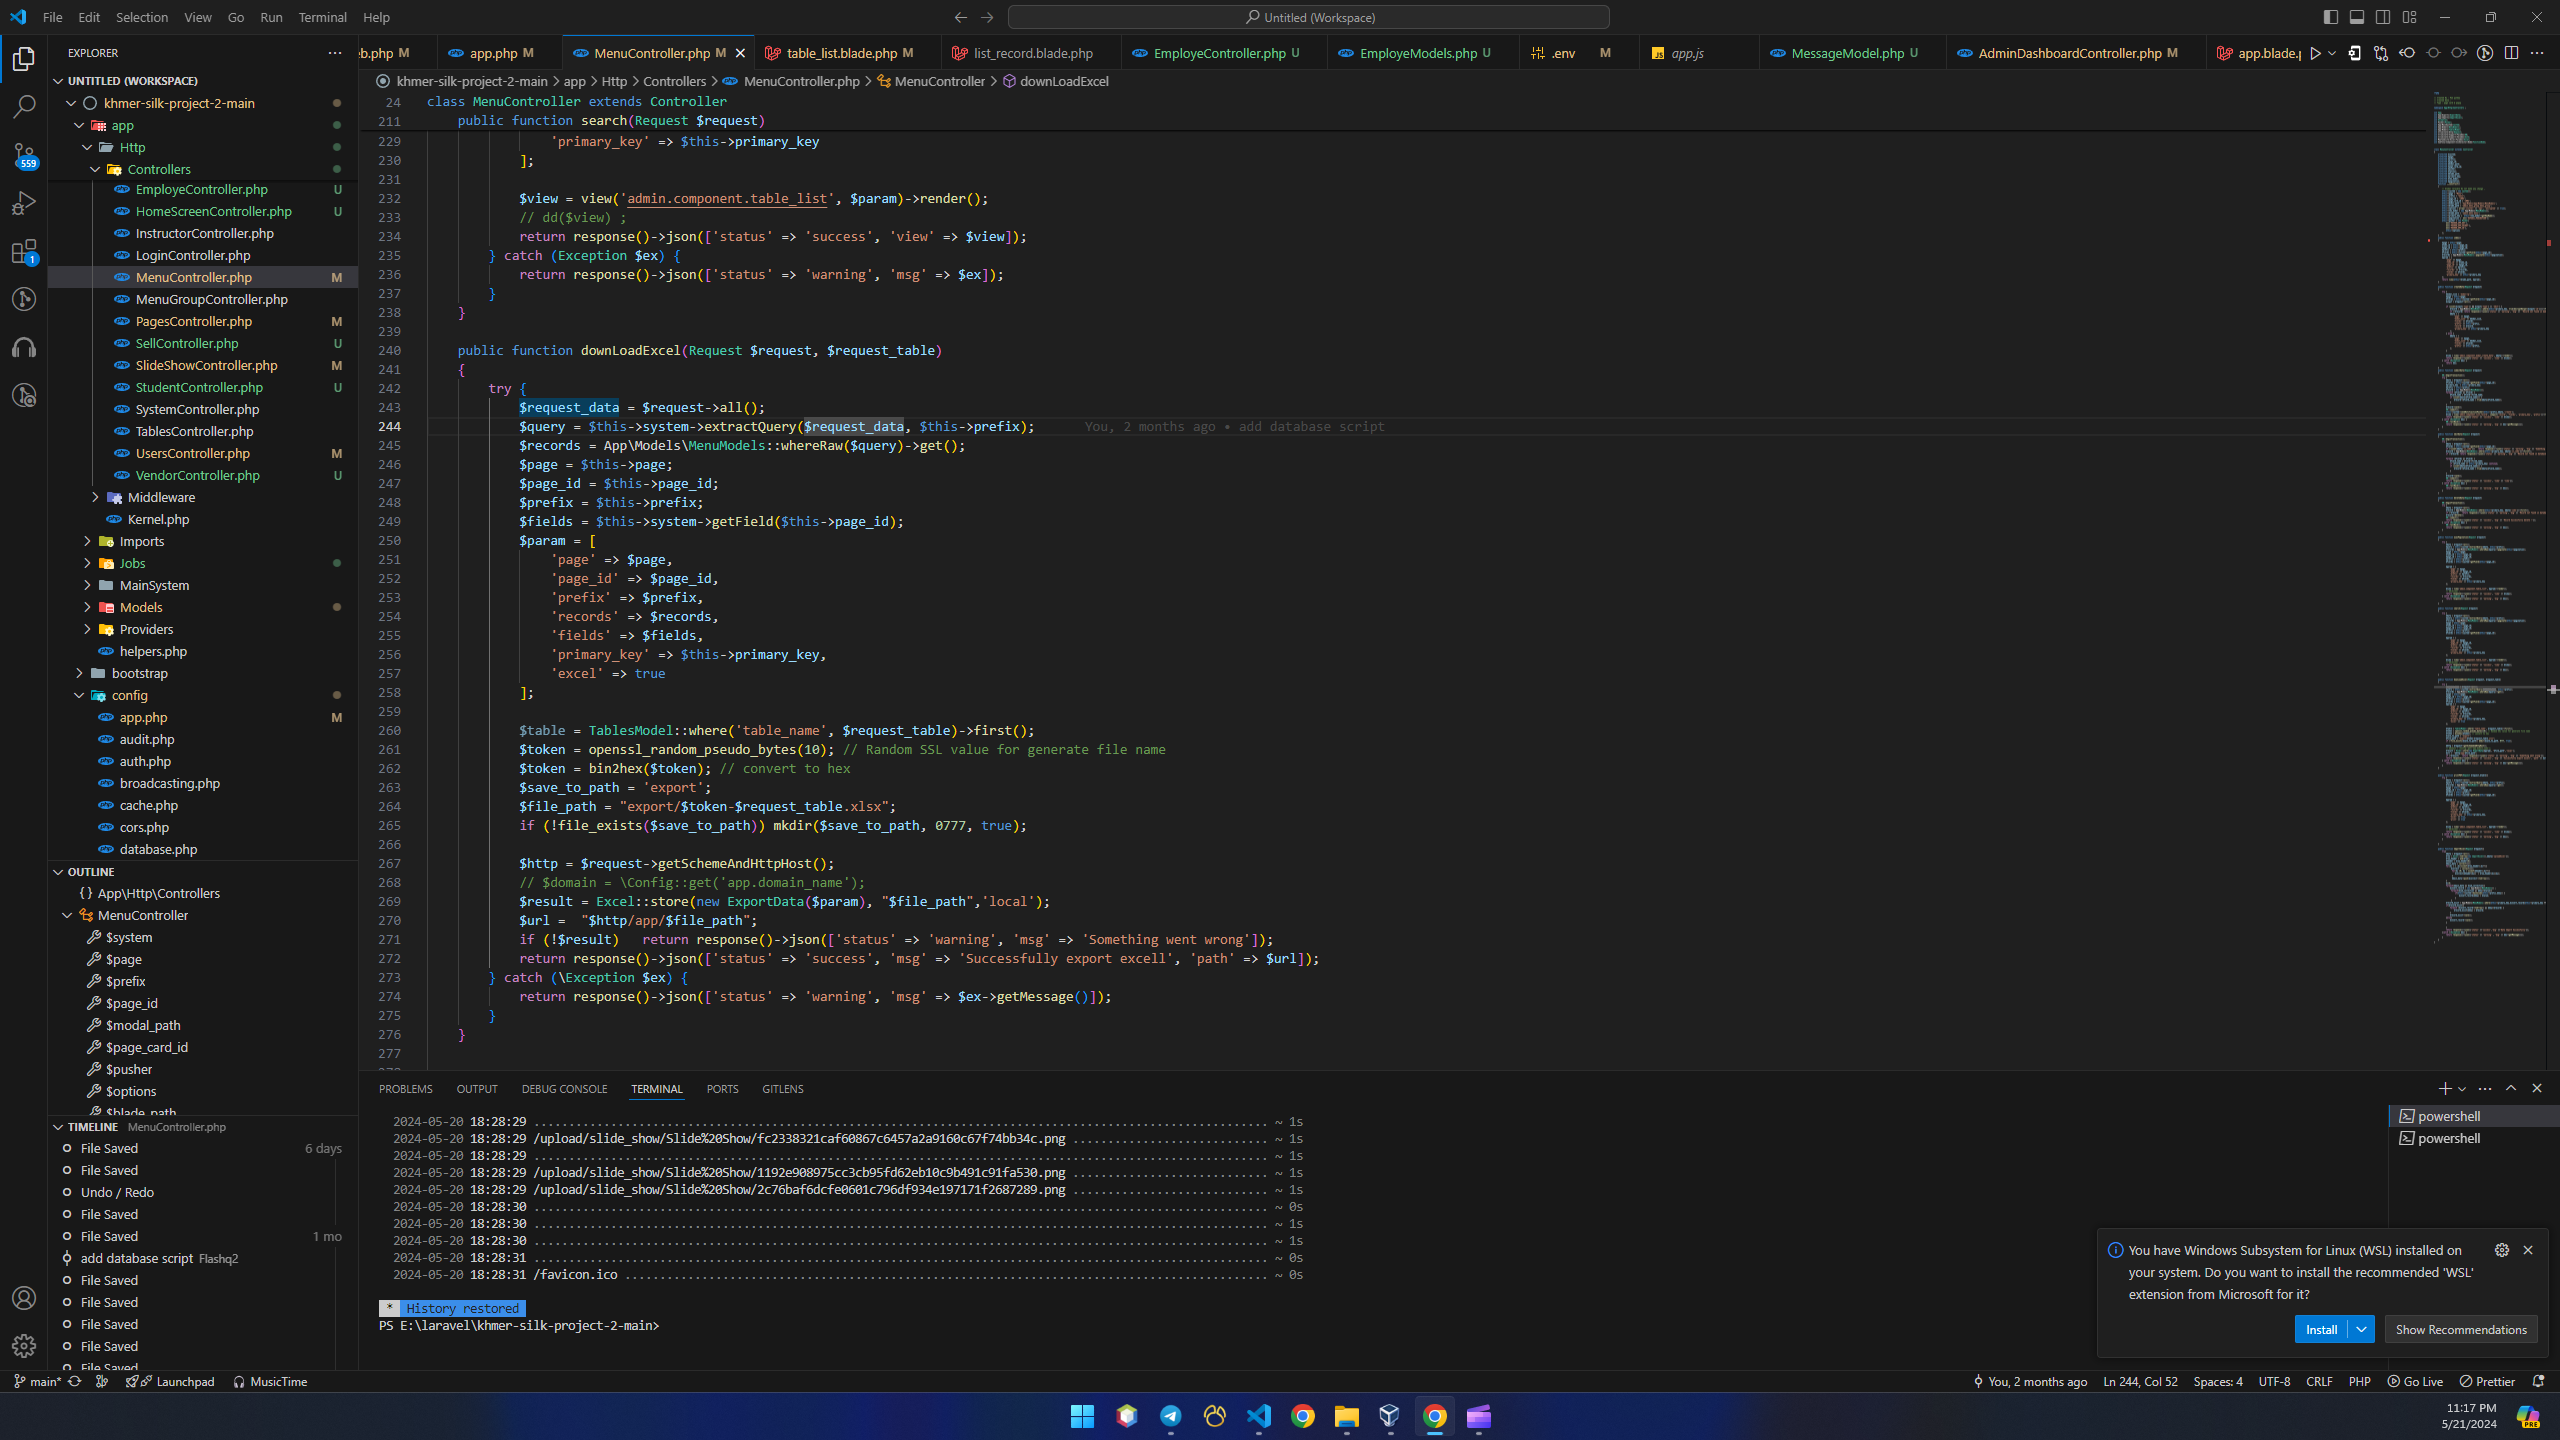 File Edit Selection View Go Run Terminal Help
Untitled (Workspace)
EXPLORER
b.php M
app.php M
MenuController.php M
table_list.blade.php M
list_record.blade.php
EmployeController.php U
EmployeModels.php U
.env M
app.js
MessageModel.php U
AdminDashboardController.php M
app.blade.p
khmer-silk-project-2-main > app > Http > Controllers > MenuController.php > MenuController > downLoadExcel
UNTITLED (WORKSPACE)
khmer-silk-project-2-main
app
Http
Controllers
EmployeController.php U
HomeScreenController.php U
InstructorController.php
LoginController.php
MenuController.php M
MenuGroupController.php
PagesController.php M
SellController.php U
SlideShowController.php M
StudentController.php U
SystemController.php
TablesController.php
UsersController.php M
VendorController.php U
Middleware
Kernel.php
Imports
Jobs
MainSystem
Models
Providers
helpers.php
bootstrap
config
app.php M
audit.php
auth.php
broadcasting.php
cache.php
cors.php
database.php
559
1
OUTLINE
{} App\Http\Controllers
MenuController
$system
$page
$prefix
$page_id
$modal_path
$page_card_id
$pusher
$options
$blade_path
TIMELINE MenuController.php
File Saved 6 days
File Saved
Undo / Redo
File Saved
File Saved 1 mo
add database script Flashq2
File Saved
File Saved
File Saved
File Saved
File Saved
24 class MenuController extends Controller
211 public function search(Request $request)
229 'primary_key' => $this->primary_key
230 ];
231
232 $view = view('admin.component.table_list', $param)->render();
233 // dd($view) ;
234 return response()->json(['status' => 'success', 'view' => $view]);
235 } catch (Exception $ex) {
236 return response()->json(['status' => 'warning', 'msg' => $ex]);
237 }
238 }
239
240 public function downLoadExcel(Request $request, $request_table)
241 {
242 try {
243 $request_data = $request->all();
244 $query = $this->system->extractQuery($request_data, $this->prefix); You, 2 months ago • add database script
245 $records = App\Models\MenuModels::whereRaw($query)->get();
246 $page = $this->page;
247 $page_id = $this->page_id;
248 $prefix = $this->prefix;
249 $fields = $this->system->getField($this->page_id);
250 $param = [
251 'page' => $page,
252 'page_id' => $page_id,
253 'prefix' => $prefix,
254 'records' => $records,
255 'fields' => $fields,
256 'primary_key' => $this->primary_key,
257 'excel' => true
258 ];
259
260 $table = TablesModel::where('table_name', $request_table)->first();
261 $token = openssl_random_pseudo_bytes(10); // Random SSL value for generate file name
262 $token = bin2hex($token); // convert to hex
263 $save_to_path = 'export';
264 $file_path = "export/$token-$request_table.xlsx";
265 if (!file_exists($save_to_path)) mkdir($save_to_path, 0777, true);
266
267 $http = $request->getSchemeAndHttpHost();
268 // $domain = \Config::get('app.domain_name');
269 $result = Excel::store(new ExportData($param), "$file_path",'local');
270 $url =  "$http/app/$file_path";
271 if (!$result)   return response()->json(['status' => 'warning', 'msg' => 'Something went wrong']);
272 return response()->json(['status' => 'success', 'msg' => 'Successfully export excell', 'path' => $url]);
273 } catch (\Exception $ex) {
274 return response()->json(['status' => 'warning', 'msg' => $ex->getMessage()]);
275 }
276 }
277
PROBLEMS OUTPUT DEBUG CONSOLE TERMINAL PORTS GITLENS
2024-05-20 18:28:29 ........ ~ 1s
2024-05-20 18:28:29 /upload/slide_show/Slide%20Show/fc2338321caf60867c6457a2a9160c67f74bb34c.png ........ ~ 1s
2024-05-20 18:28:29 ........ ~ 1s
2024-05-20 18:28:29 /upload/slide_show/Slide%20Show/1192e908975cc3cb95fd62eb10c9b491c91fa530.png ........ ~ 1s
2024-05-20 18:28:29 /upload/slide_show/Slide%20Show/2c76baf6dcfe0601c796df934e197171f2687289.png ........ ~ 1s
2024-05-20 18:28:30 ........ ~ 0s
2024-05-20 18:28:30 ........ ~ 1s
2024-05-20 18:28:30 ........ ~ 1s
2024-05-20 18:28:31 ........ ~ 0s
2024-05-20 18:28:31 /favicon.ico ........ ~ 0s
* History restored
PS E:\laravel\khmer-silk-project-2-main>
powershell
powershell
You have Windows Subsystem for Linux (WSL) installed on
your system. Do you want to install the recommended 'WSL'
extension from Microsoft for it?
Install
Show Recommendations
main*
Launchpad
MusicTime
You, 2 months ago
Ln 244, Col 52
Spaces: 4
UTF-8
CRLF
PHP
Go Live
Prettier
11:17 PM
5/21/2024
PRE